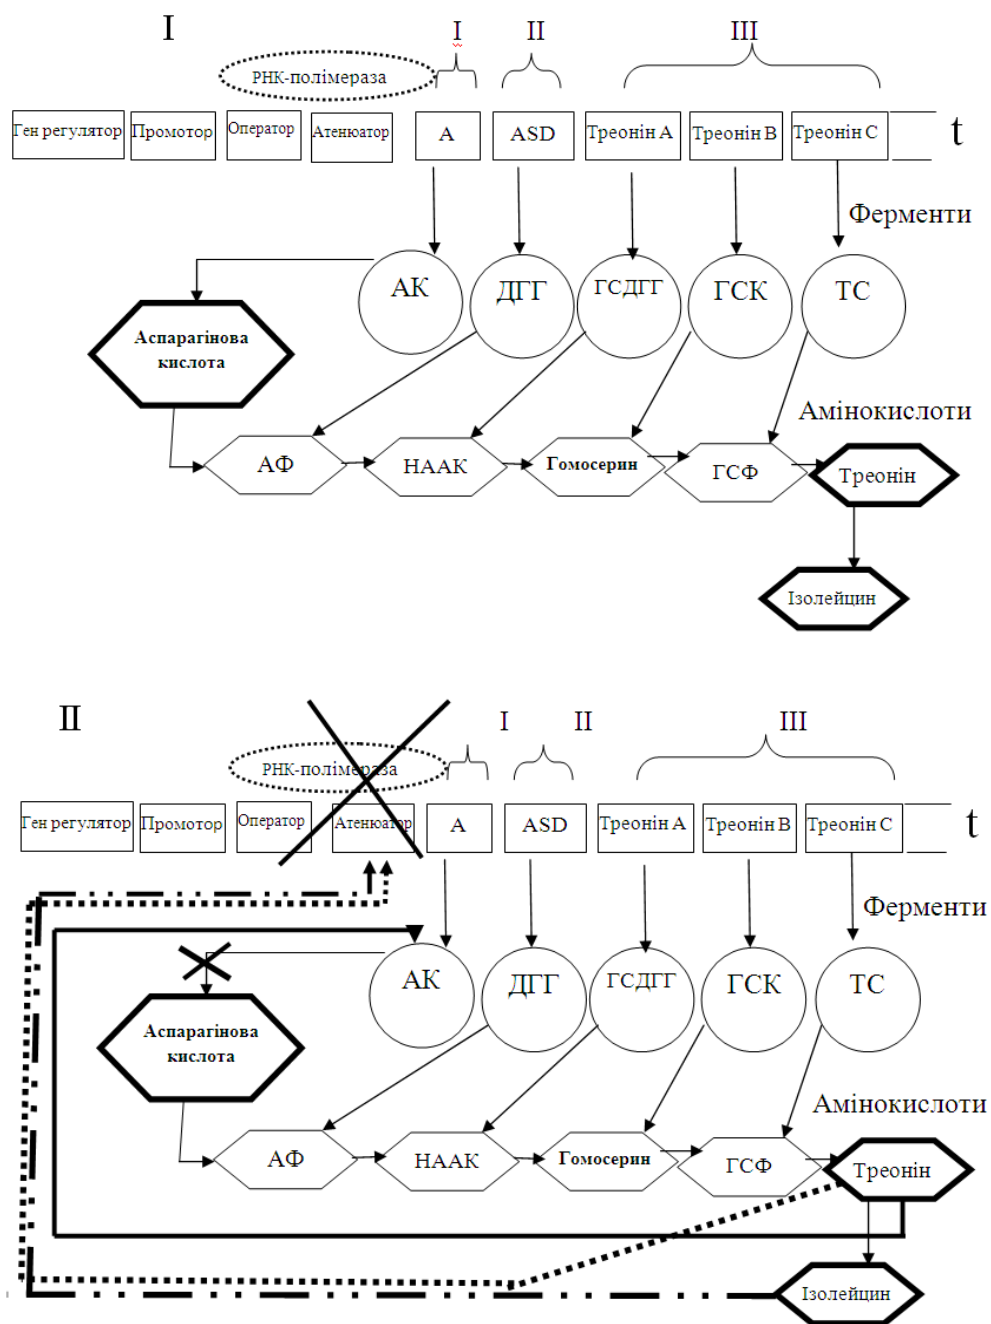 I
I II III
РНК-полімераза
Ген регулятор Промотор Оператор Атенюатор А ASD Треонін А Треонін В Треонін С t
Ферменти
АК ДГГ ГСДГГ ГСК ТС
Аспарагінова
кислота
Амінокислоти
АФ НААК Гомосерин ГСФ Треонін
Ізолейцин
II
I II III
РНК-полімераза
Ген регулятор Промотор Оператор Атенюатор А ASD Треонін А Треонін В Треонін С t
Ферменти
АК ДГГ ГСДГГ ГСК ТС
Аспарагінова
кислота
Амінокислоти
АФ НААК Гомосерин ГСФ Треонін
Ізолейцин